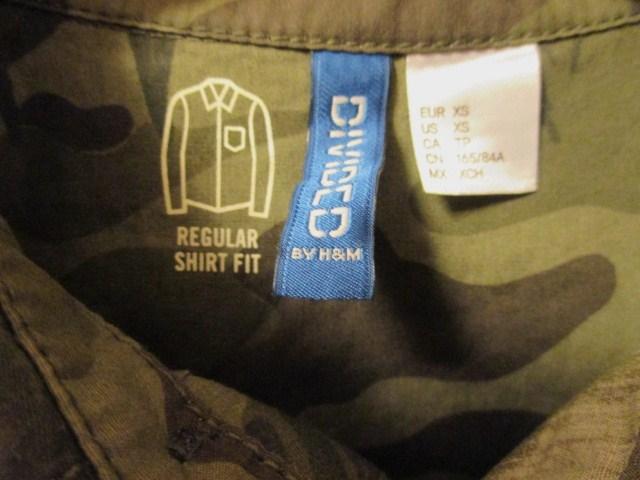 REGULAR
SHIRT FIT
DIVIDED
BY H&M
EUR XS
US XS
CA TP
CN 165/84A
MX XCH